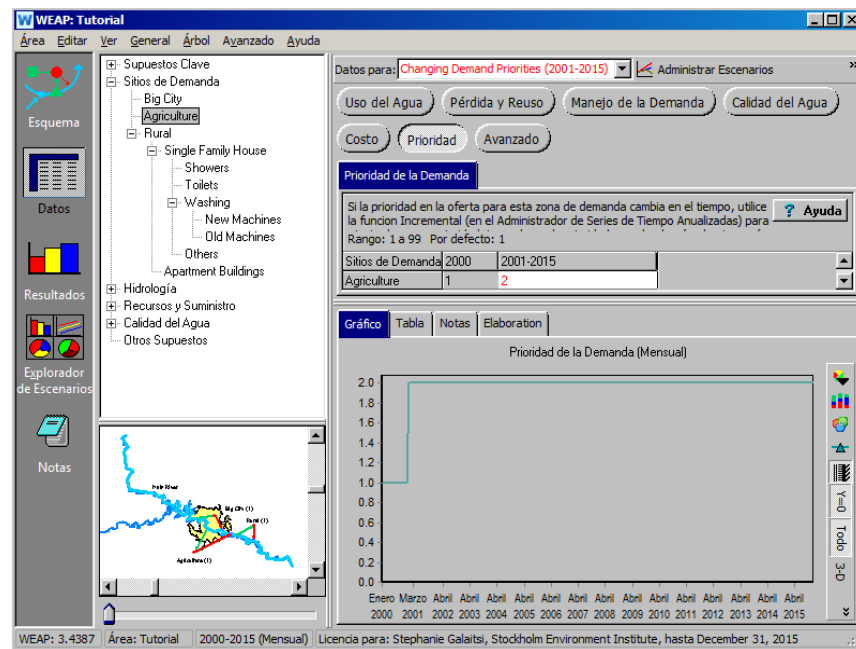 WEAP: Tutorial
Área Editar Ver General Árbol Avanzado Ayuda
Esquema
Datos
Resultados
Explorador
de Escenarios
Notas
Supuestos Clave
Sitios de Demanda
Big City
Agriculture
Rural
Single Family House
Showers
Toilets
Washing
New Machines
Old Machines
Others
Apartment Buildings
Hidrología
Recursos y Suministro
Calidad del Agua
Otros Supuestos
Main River
Big City (1)
Rural (1)
Agriculture (1)
Datos para: Changing Demand Priorities (2001-2015) Administrar Escenarios »
Uso del Agua Pérdida y Reuso Manejo de la Demanda Calidad del Agua
Costo Prioridad Avanzado
Prioridad de la Demanda
Si la prioridad en la oferta para esta zona de demanda cambia en el tiempo, utilice
la funcion Incremental (en el Administrador de Series de Tiempo Anualizadas) para
? Ayuda
Rango: 1 a 99 Por defecto: 1
Sitios de Demanda 2000 2001-2015
Agriculture 1 2
Gráfico Tabla Notas Elaboration
Prioridad de la Demanda (Mensual)
2.0
1.8
1.6
1.4
1.2
1.0
0.8
0.6
0.4
0.2
0.0
Enero Marzo Abril Abril Abril Abril Abril Abril Abril Abril Abril Abril Abril Abril Abril Abril
2000 2001 2002 2003 2004 2005 2006 2007 2008 2009 2010 2011 2012 2013 2014 2015
Y=0
Todo
3-D
WEAP: 3.4387 Área: Tutorial 2000-2015 (Mensual) Licencia para: Stephanie Galaitsi, Stockholm Environment Institute, hasta December 31, 2015